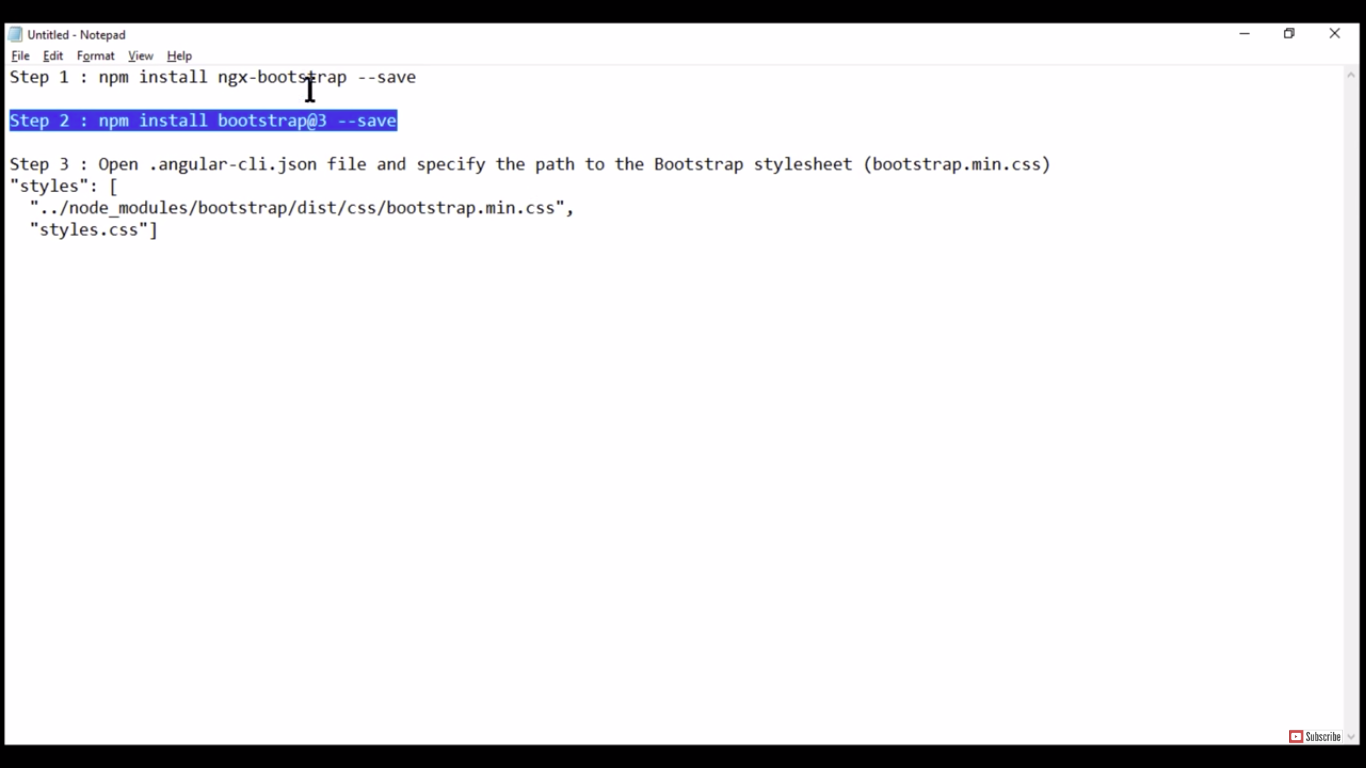 Untitled - Notepad
File Edit Format View Help
Step 1 : npm install ngx-bootstrap --save
Step 2 : npm install bootstrap@3 --save
Step 3 : Open .angular-cli.json file and specify the path to the Bootstrap stylesheet (bootstrap.min.css)
"styles": [
"../node_modules/bootstrap/dist/css/bootstrap.min.css",
"styles.css"]
Subscribe